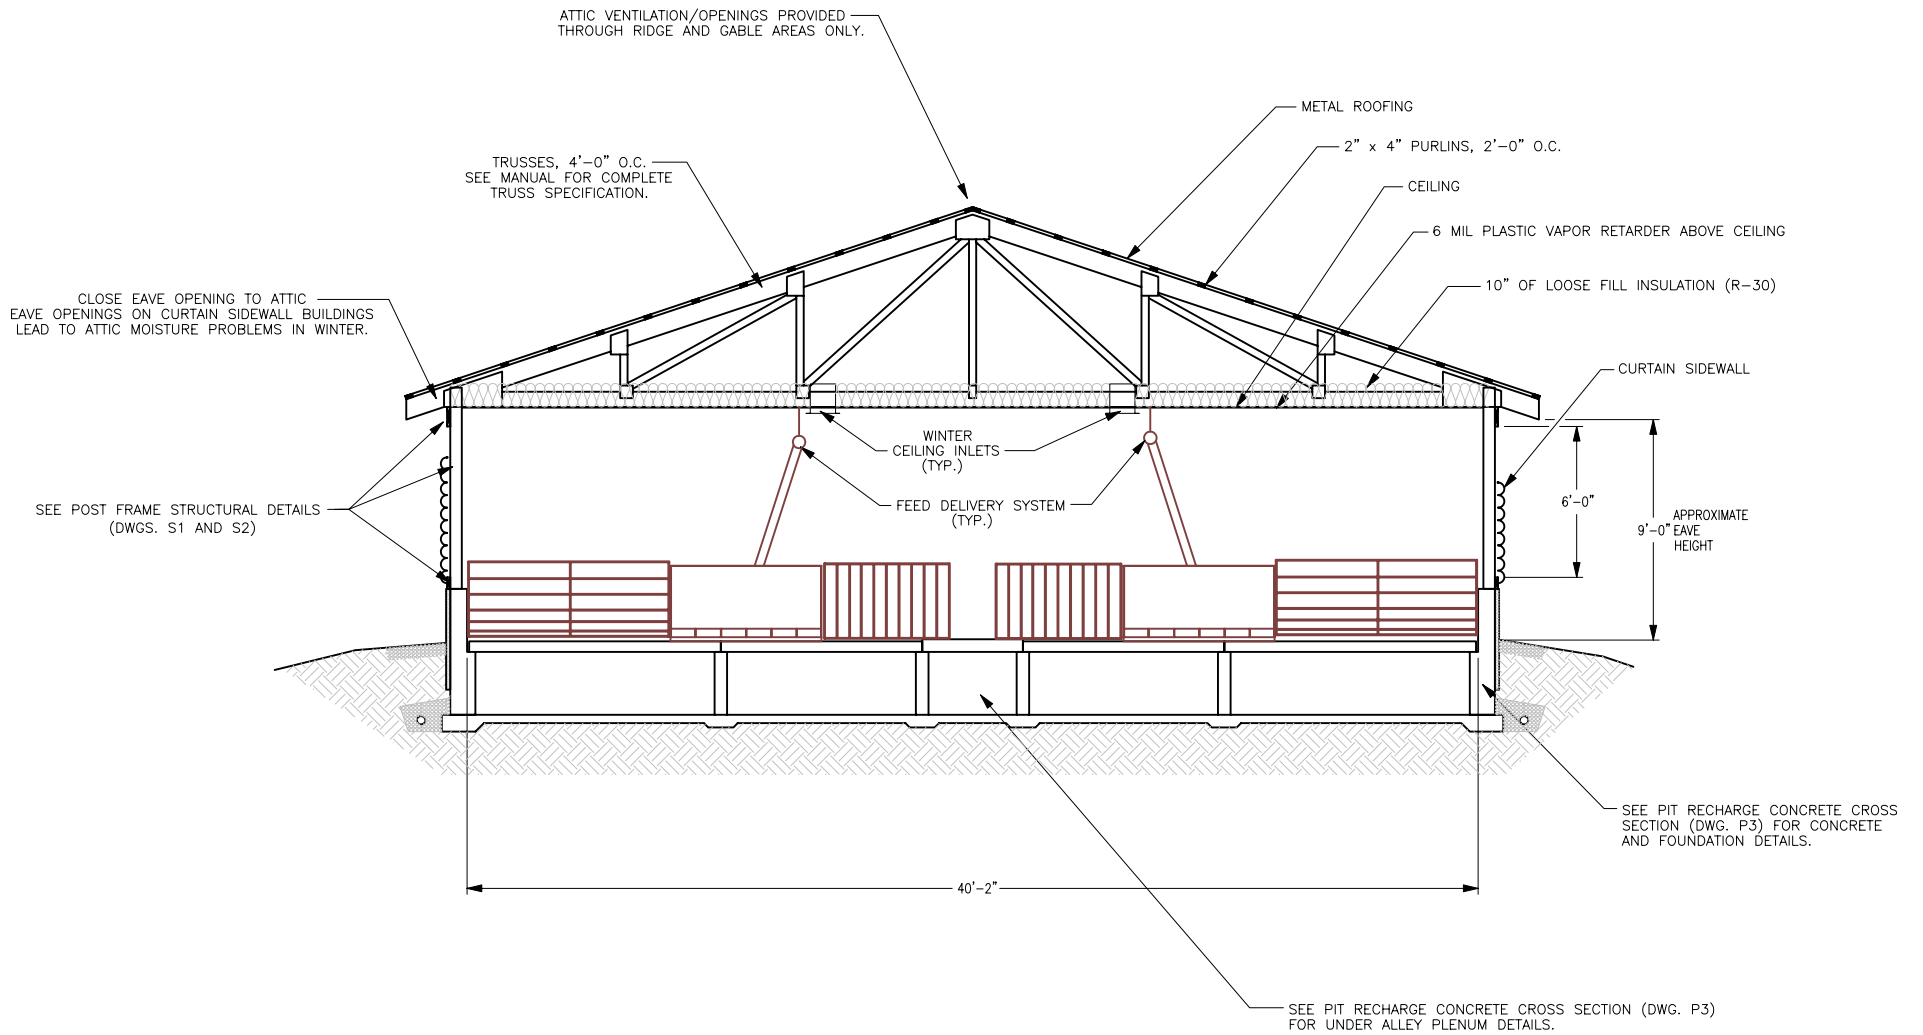 ATTIC VENTILATION/OPENINGS PROVIDED
THROUGH RIDGE AND GABLE AREAS ONLY.
METAL ROOFING
2" x 4" PURLINS, 2'-0" O.C.
TRUSSES, 4'-0" O.C.
SEE MANUAL FOR COMPLETE
TRUSS SPECIFICATION.
CEILING
6 MIL PLASTIC VAPOR RETARDER ABOVE CEILING
10" OF LOOSE FILL INSULATION (R-30)
CLOSE EAVE OPENING TO ATTIC
EAVE OPENINGS ON CURTAIN SIDEWALL BUILDINGS
LEAD TO ATTIC MOISTURE PROBLEMS IN WINTER.
CURTAIN SIDEWALL
WINTER
CEILING INLETS
(TYP.)
FEED DELIVERY SYSTEM
(TYP.)
SEE POST FRAME STRUCTURAL DETAILS
(DWGS. S1 AND S2)
6'-0"
9'-0"
APPROXIMATE
EAVE
HEIGHT
SEE PIT RECHARGE CONCRETE CROSS
SECTION (DWG. P3) FOR CONCRETE
AND FOUNDATION DETAILS.
40'-2"
SEE PIT RECHARGE CONCRETE CROSS SECTION (DWG. P3)
FOR UNDER ALLEY PLENUM DETAILS.